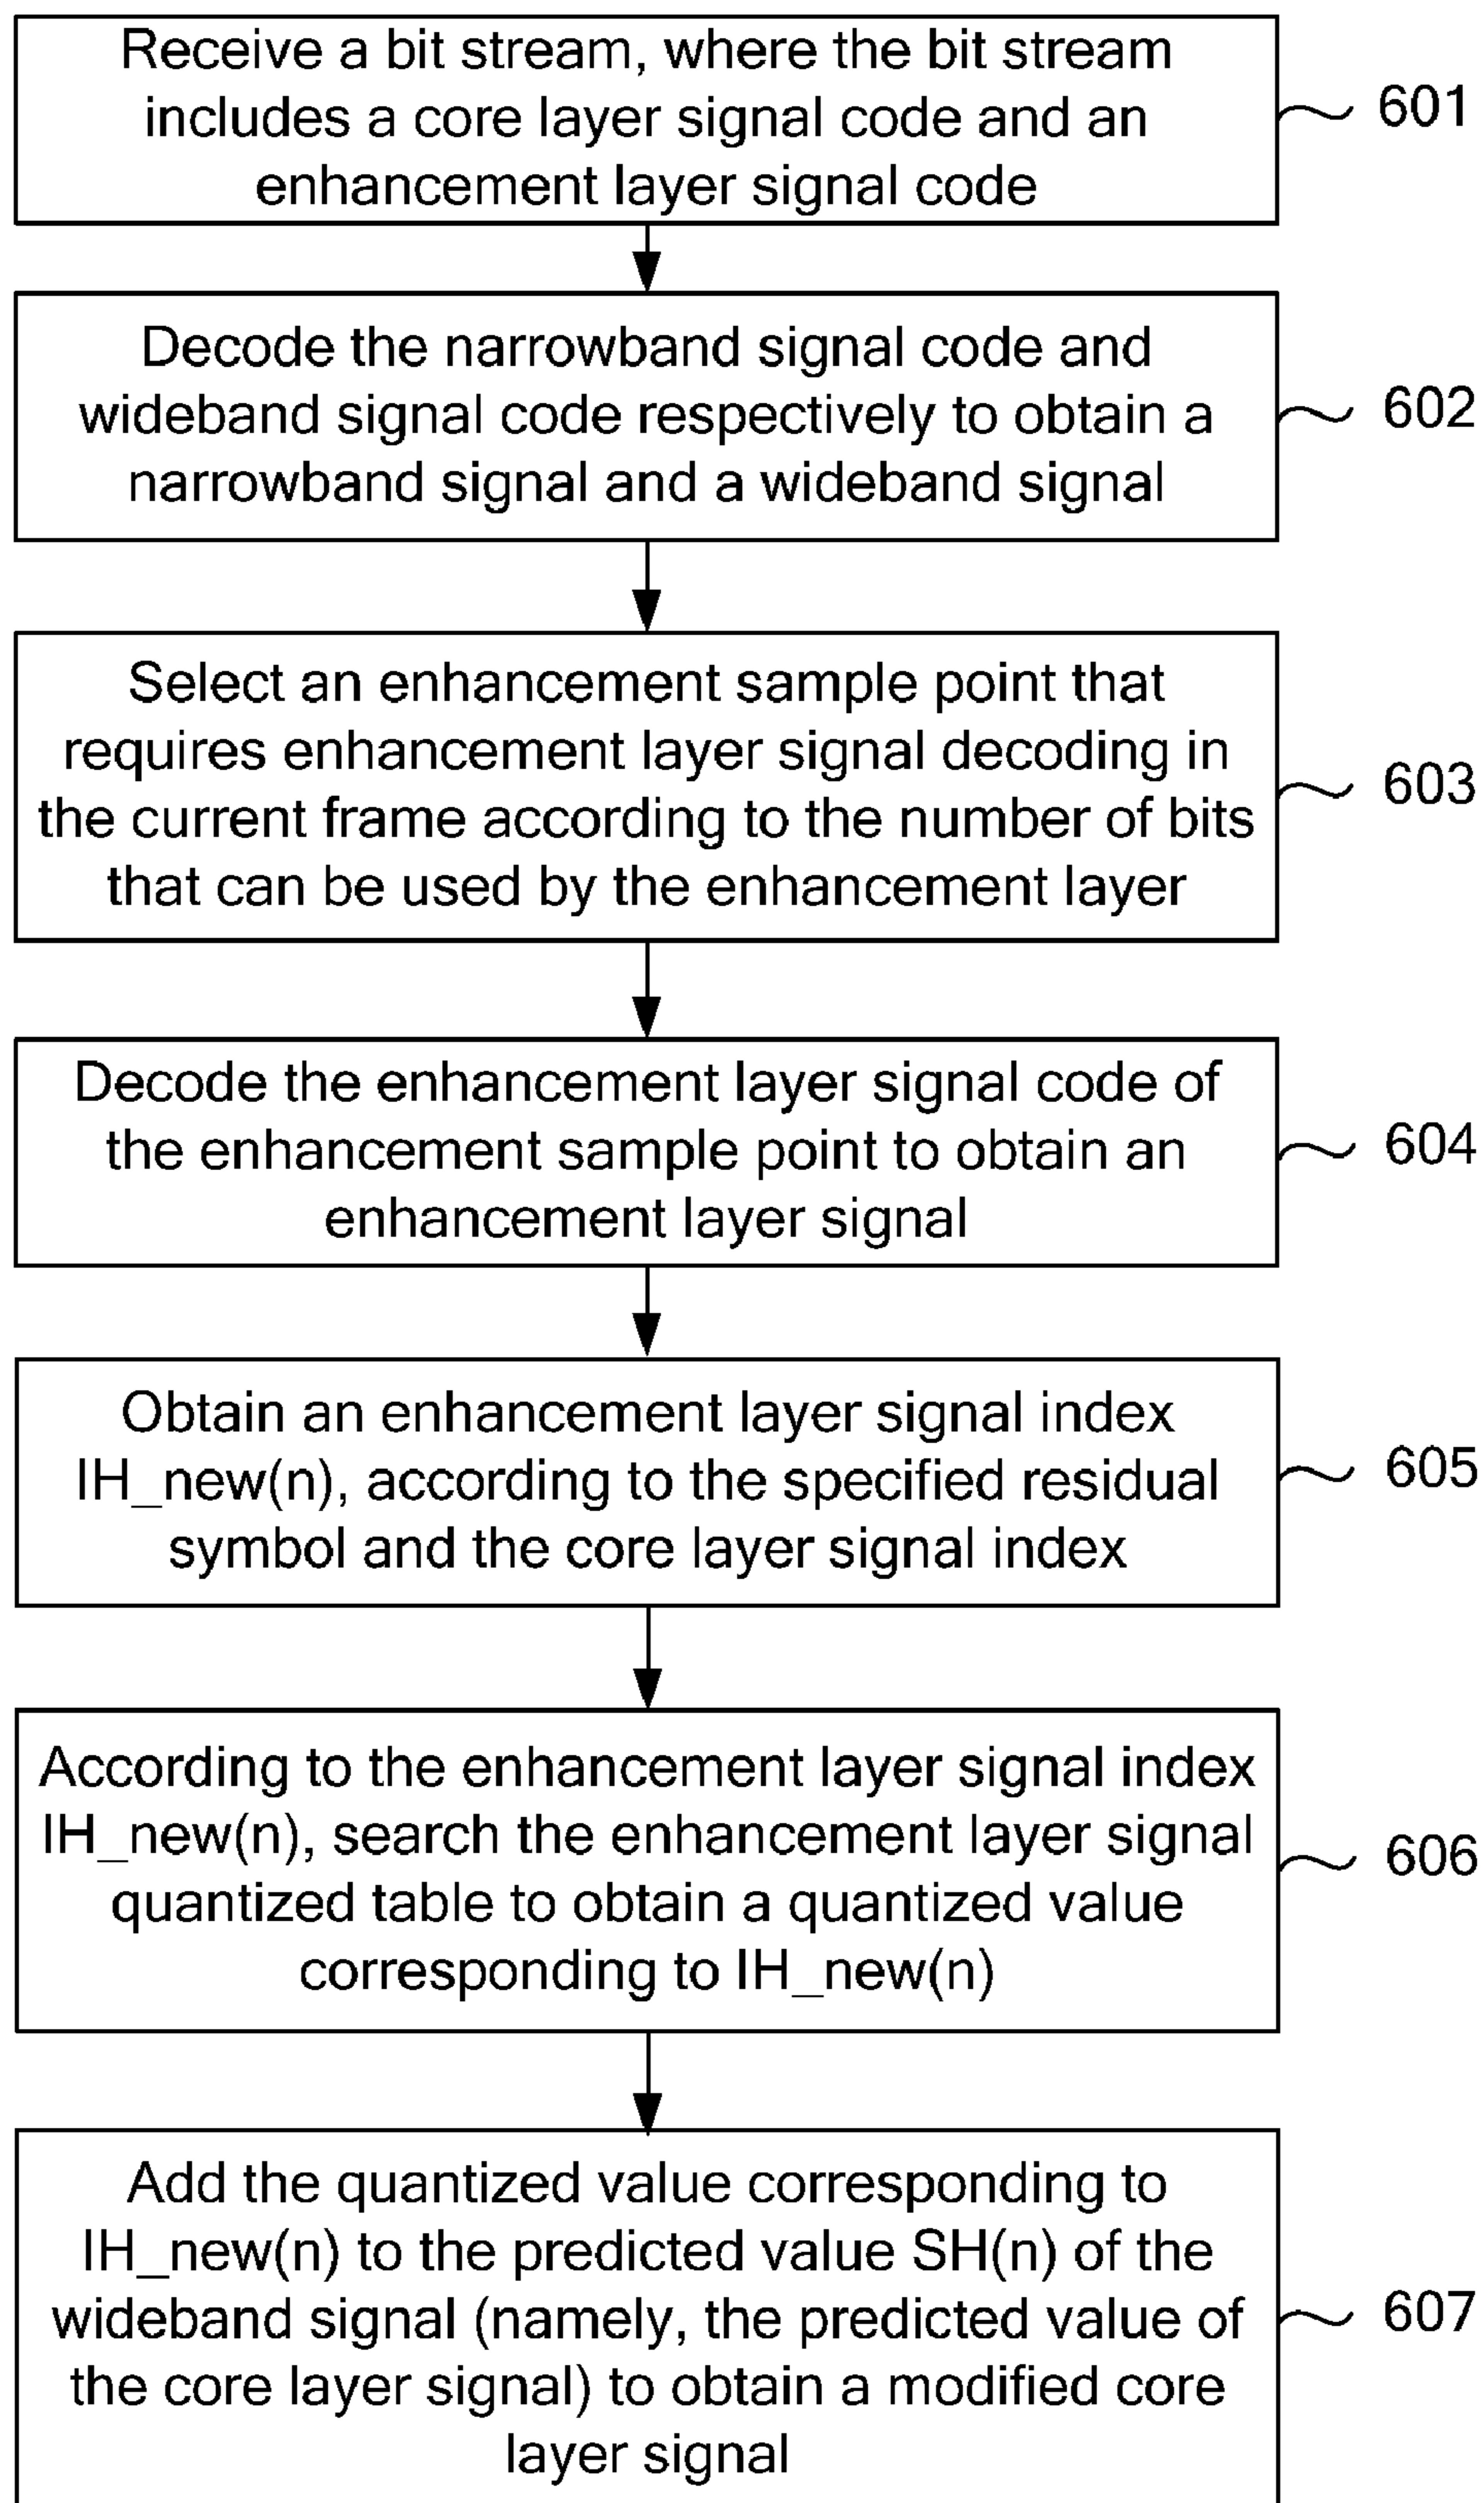 Receive a bit stream, where the bit stream
includes a core layer signal code and an
enhancement layer signal code
601
Decode the narrowband signal code and
wideband signal code respectively to obtain a
narrowband signal and a wideband signal
602
Select an enhancement sample point that
requires enhancement layer signal decoding in
the current frame according to the number of bits
that can be used by the enhancement layer
603
Decode the enhancement layer signal code of
the enhancement sample point to obtain an
enhancement layer signal
604
Obtain an enhancement layer signal index
IH_new(n), according to the specified residual
symbol and the core layer signal index
605
According to the enhancement layer signal index
IH_new(n), search the enhancement layer signal
quantized table to obtain a quantized value
corresponding to IH_new(n)
606
Add the quantized value corresponding to
IH_new(n) to the predicted value SH(n) of the
wideband signal (namely, the predicted value of
the core layer signal) to obtain a modified core
layer signal
607